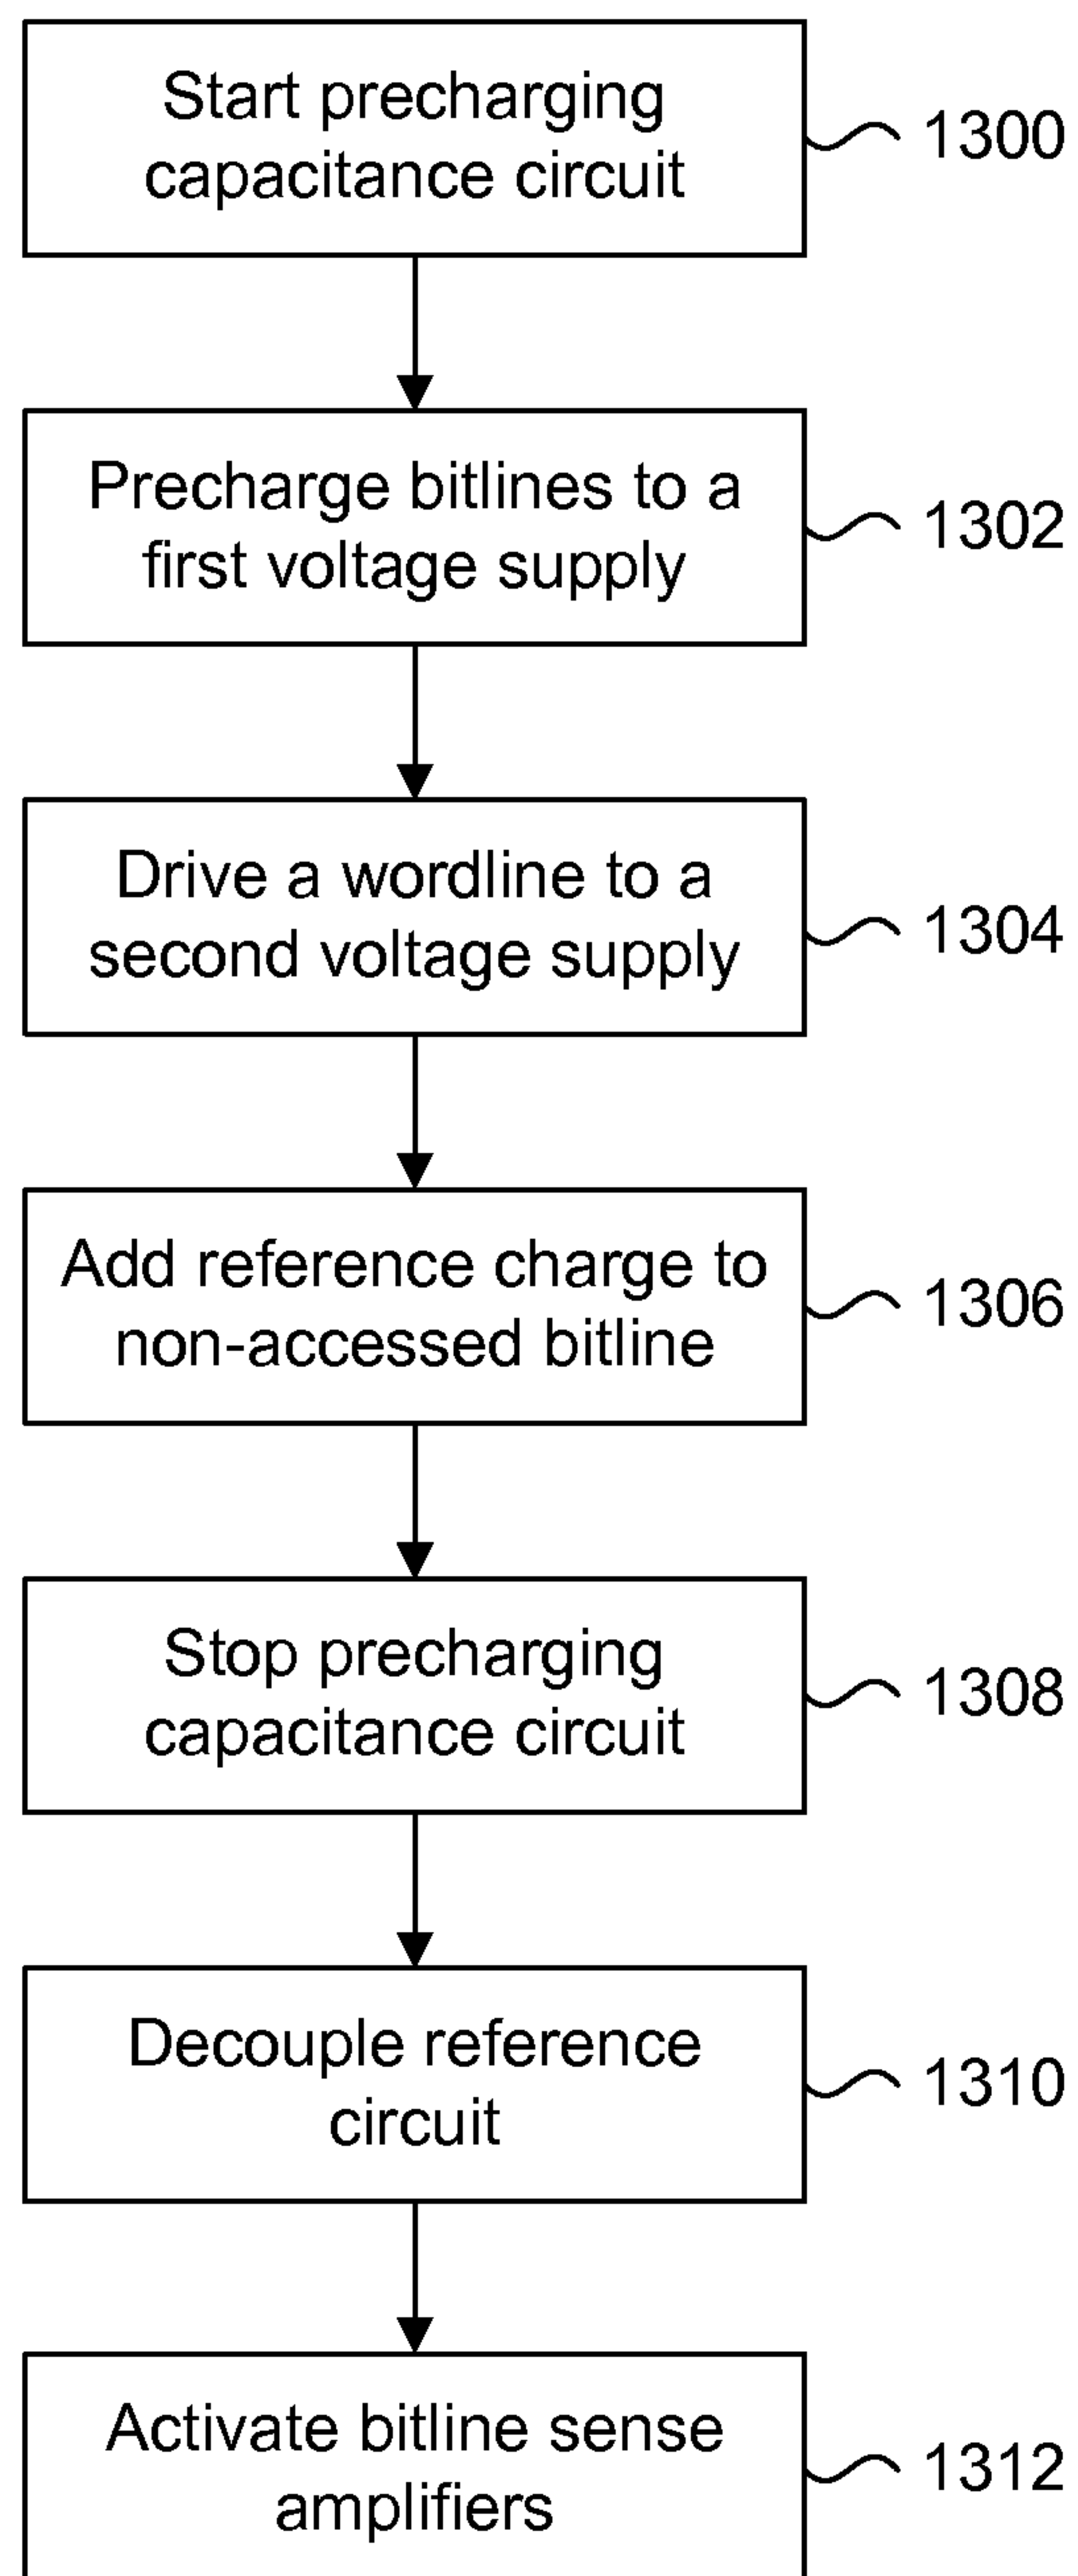 Start precharging
capacitance circuit
1300
Precharge bitlines to a
first voltage supply
1302
Drive a wordline to a
second voltage supply
1304
Add reference charge to
non-accessed bitline
1306
Stop precharging
capacitance circuit
1308
Decouple reference
circuit
1310
Activate bitline sense
amplifiers
1312